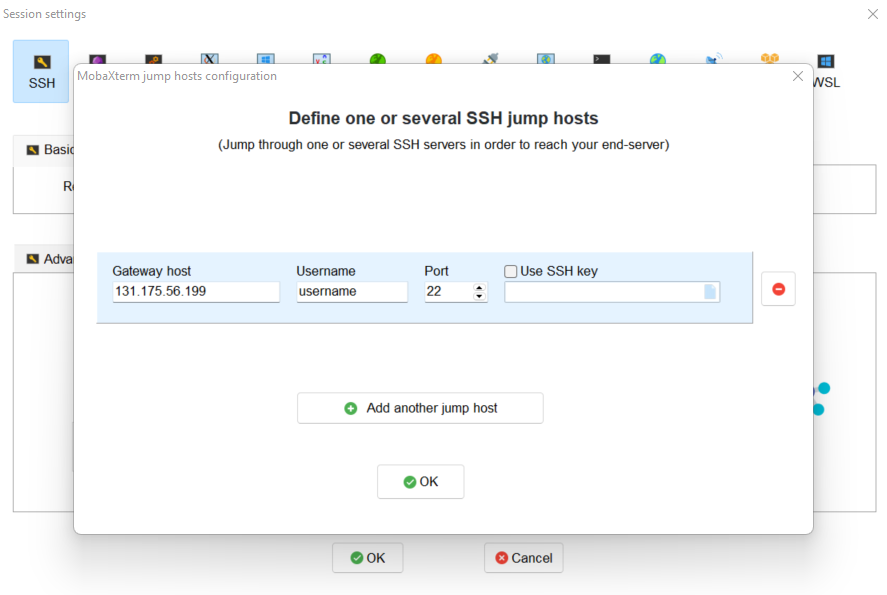 Session settings
SSH
WSL
MobaXterm jump hosts configuration
Define one or several SSH jump hosts
(Jump through one or several SSH servers in order to reach your end-server)
Basic
Re
Adva
Gateway host
Username
Port
Use SSH key
131.175.56.199
username
22
Add another jump host
OK
OK
Cancel